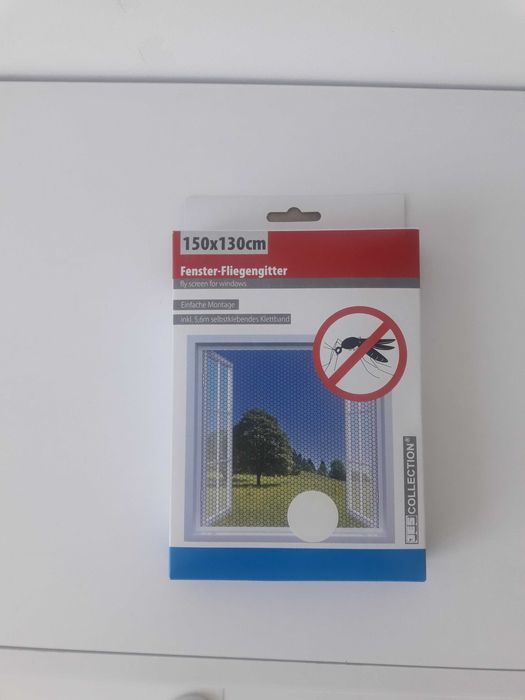 150x130cm
Fenster-Fliegengitter
fly screen for windows
Einfache Montage
inkl. 5,6m selbstklebendes Klettband
COLLECTION®